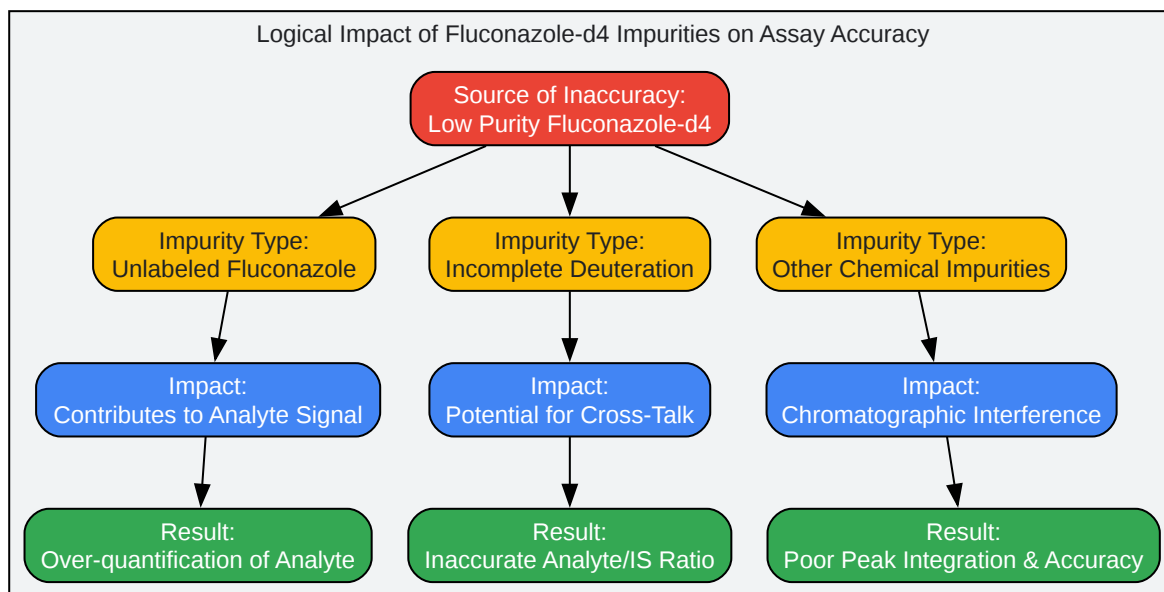 Logical Impact of Fluconazole-d4 Impurities on Assay Accuracy
Source of Inaccuracy:
Low Purity Fluconazole-d4
Impurity Type:
Unlabeled Fluconazole
Impurity Type:
Incomplete Deuteration
Impurity Type:
Other Chemical Impurities
Impact:
Contributes to Analyte Signal
Impact:
Potential for Cross-Talk
Impact:
Chromatographic Interference
Result:
Over-quantification of Analyte
Result:
Inaccurate Analyte/IS Ratio
Result:
Poor Peak Integration & Accuracy